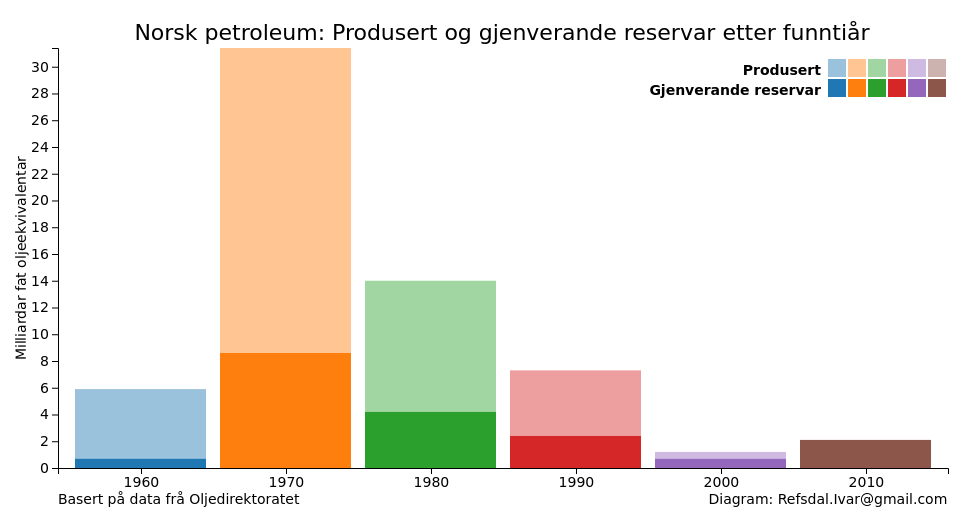 Norsk petroleum: Produsert og gjenverande reservar etter funntiår
Produsert
Gjenverande reservar
Milliardar fat oljeekvivalentar
30
28
26
24
22
20
18
16
14
12
10
8
6
4
2
0
1960 1970 1980 1990 2000 2010
Basert på data frå Oljedirektoratet
Diagram: Refsdal.Ivar@gmail.com